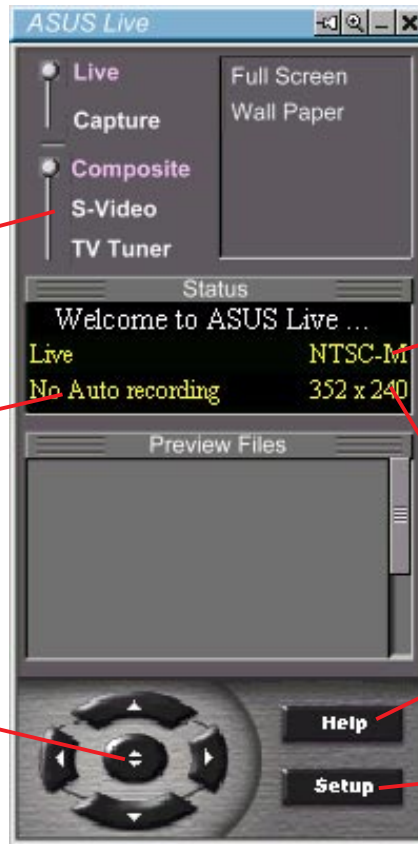 ASUS Live
Live
Capture
Composite
S-Video
TV Tuner
Full Screen
Wall Paper
Status
Welcome to ASUS Live ...
Live NTSC-M
No Auto recording 352 x 240
Preview Files
Help
Setup